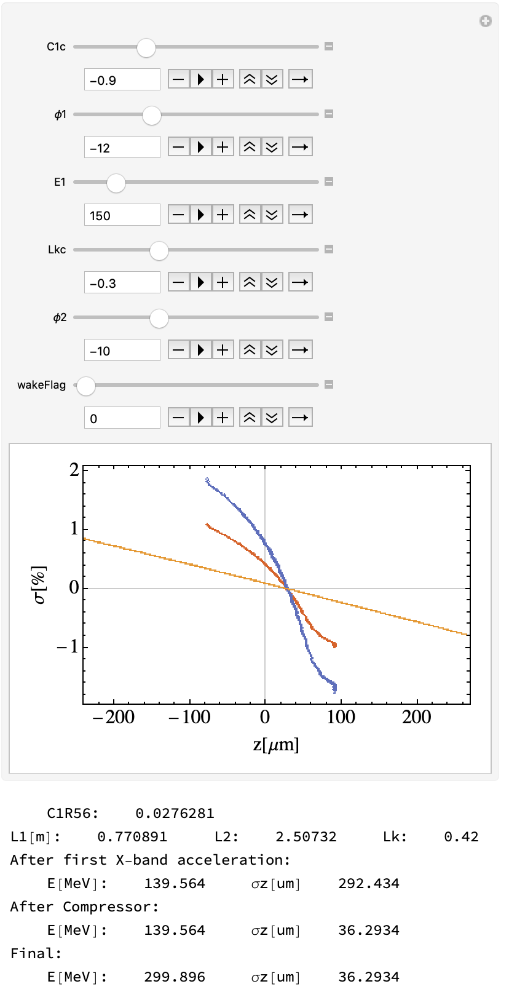 C1c
−0.9
ϕ1
−12
E1
150
Lkc
−0.3
ϕ2
−10
wakeFlag
0
2
1
0
−1
σ[%]
−200 −100 0 100 200
z[μm]
C1R56: 0.0276281
L1[m]: 0.770891 L2: 2.50732 Lk: 0.42
After first X-band acceleration:
E[MeV]: 139.564 σz[um] 292.434
After Compressor:
E[MeV]: 139.564 σz[um] 36.2934
Final:
E[MeV]: 299.896 σz[um] 36.2934